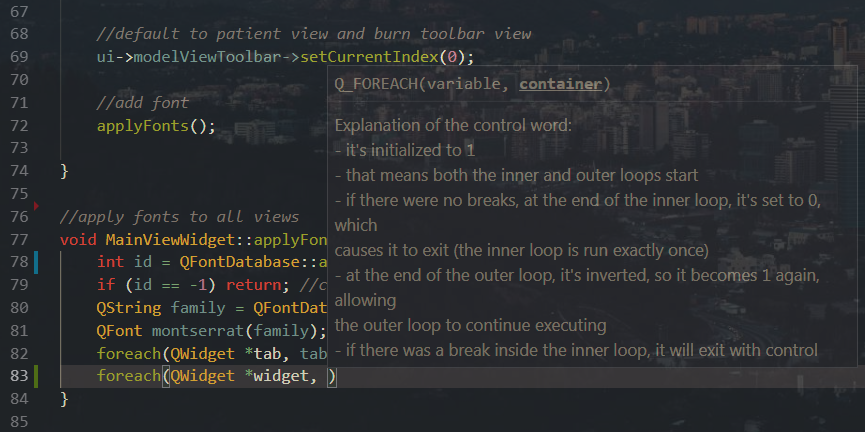 67
68 //default to patient view and burn toolbar view
69 ui->modelViewToolbar->setCurrentIndex(0);
70 Q_FOREACH(variable, container)
71 //add font
72 applyFonts(); Explanation of the control word:
73 - it's initialized to 1
74 } - that means both the inner and outer loops start
75 - if there were no breaks, at the end of the inner loop, it's set to 0,
76 //apply fonts to all views which
77 void MainViewWidget::applyFon causes it to exit (the inner loop is run exactly once)
78 int id = QFontDatabase::a - at the end of the outer loop, it's inverted, so it becomes 1 again,
79 if (id == -1) return; //c allowing
80 QString family = QFontDat the outer loop to continue executing
81 QFont montserrat(family); - if there was a break inside the inner loop, it will exit with control
82 foreach(QWidget *tab, tab
83 foreach(QWidget *widget, )
84 }
85